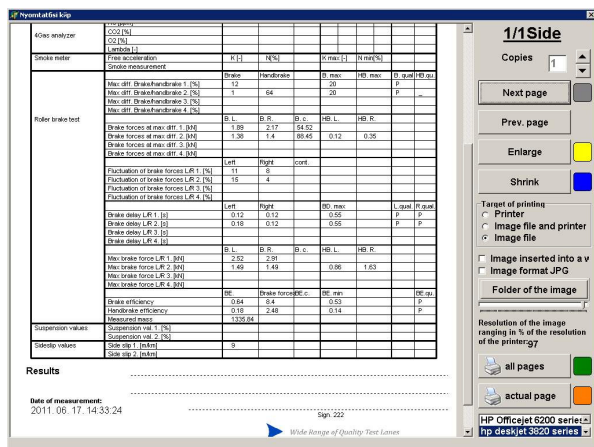 Nyomtatási kép
4Gas analyzer
CO2 [%]
O2 [%]
Lambda [-]
Smoke meter Free acceleration K [-] N[%] K max [-] N min[%]
Smoke measurement
Brake Handbrake B. max HB. max B. qual HB.qu.
Max diff. Brake/handbrake 1. [%] 12 20 P
Max diff. Brake/handbrake 2. [%] 1 64 20 P _
Max diff. Brake/handbrake 3. [%]
Max diff. Brake/handbrake 4. [%]
Roller brake test B. L. B. R. B. c. HB. L. HB. R.
Brake forces at max diff. 1. [kN] 1.89 2.17 54.52
Brake forces at max diff. 2. [kN] 1.38 1.4 88.45 0.12 0.35
Brake forces at max diff. 3. [kN]
Brake forces at max diff. 4. [kN]
Left Right cont.
Fluctuation of brake forces L/R 1. [%] 11 8
Fluctuation of brake forces L/R 2. [%] 15 4
Fluctuation of brake forces L/R 3. [%]
Fluctuation of brake forces L/R 4. [%]
Left Right BD. max L.qual. R.qual.
Brake delay L/R 1. [s] 0.12 0.12 0.55 P P
Brake delay L/R 2. [s] 0.18 0.12 0.55 P P
Brake delay L/R 3. [s]
Brake delay L/R 4. [s]
B. L. B. R. B. c. HB. L. HB. R.
Max brake force L/R 1. [kN] 2.52 2.91
Max brake force L/R 2. [kN] 1.49 1.49 0.86 1.63
Max brake force L/R 3. [kN]
Max brake force L/R 4. [kN]
BE. Brake force BE.c. BE. min BE.qu.
Brake efficiency 0.64 8.4 0.53 P
Handbrake efficiency 0.18 2.48 0.14 P
Measured mass 1335.84
Suspension values Suspension val. 1. [%]
Suspension val. 2. [%]
Sideslip values Side slip 1. [m/km] 9
Side slip 2. [m/km]
Results
Date of measurement:
2011. 06. 17. 14:33:24
Sign. 222
Wide Range of Quality Test Lanes
1/1Side
Copies 1
Next page
Prev. page
Enlarge
Shrink
Target of printing
Printer
Image file and printer
Image file
Image inserted into a w
Image format JPG
Folder of the image
Resolution of the image
ranging in % of the resolution
of the printer:97
all pages
actual page
HP Officejet 6200 series
hp deskjet 3820 series